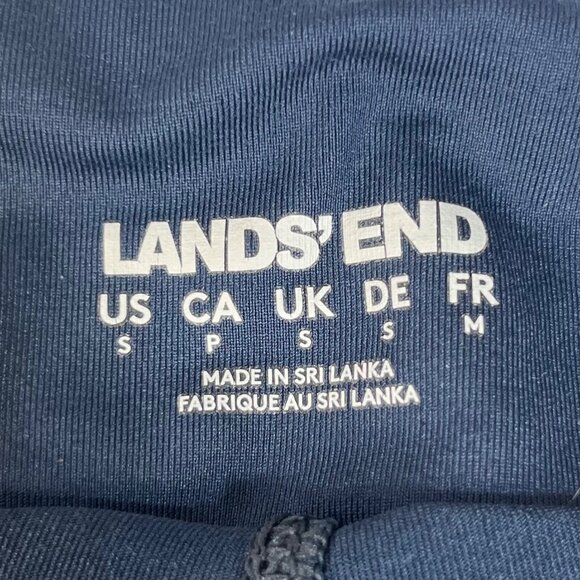 LANDS' END
US CA UK DE FR
S P S S M
MADE IN SRI LANKA
FABRIQUE AU SRI LANKA